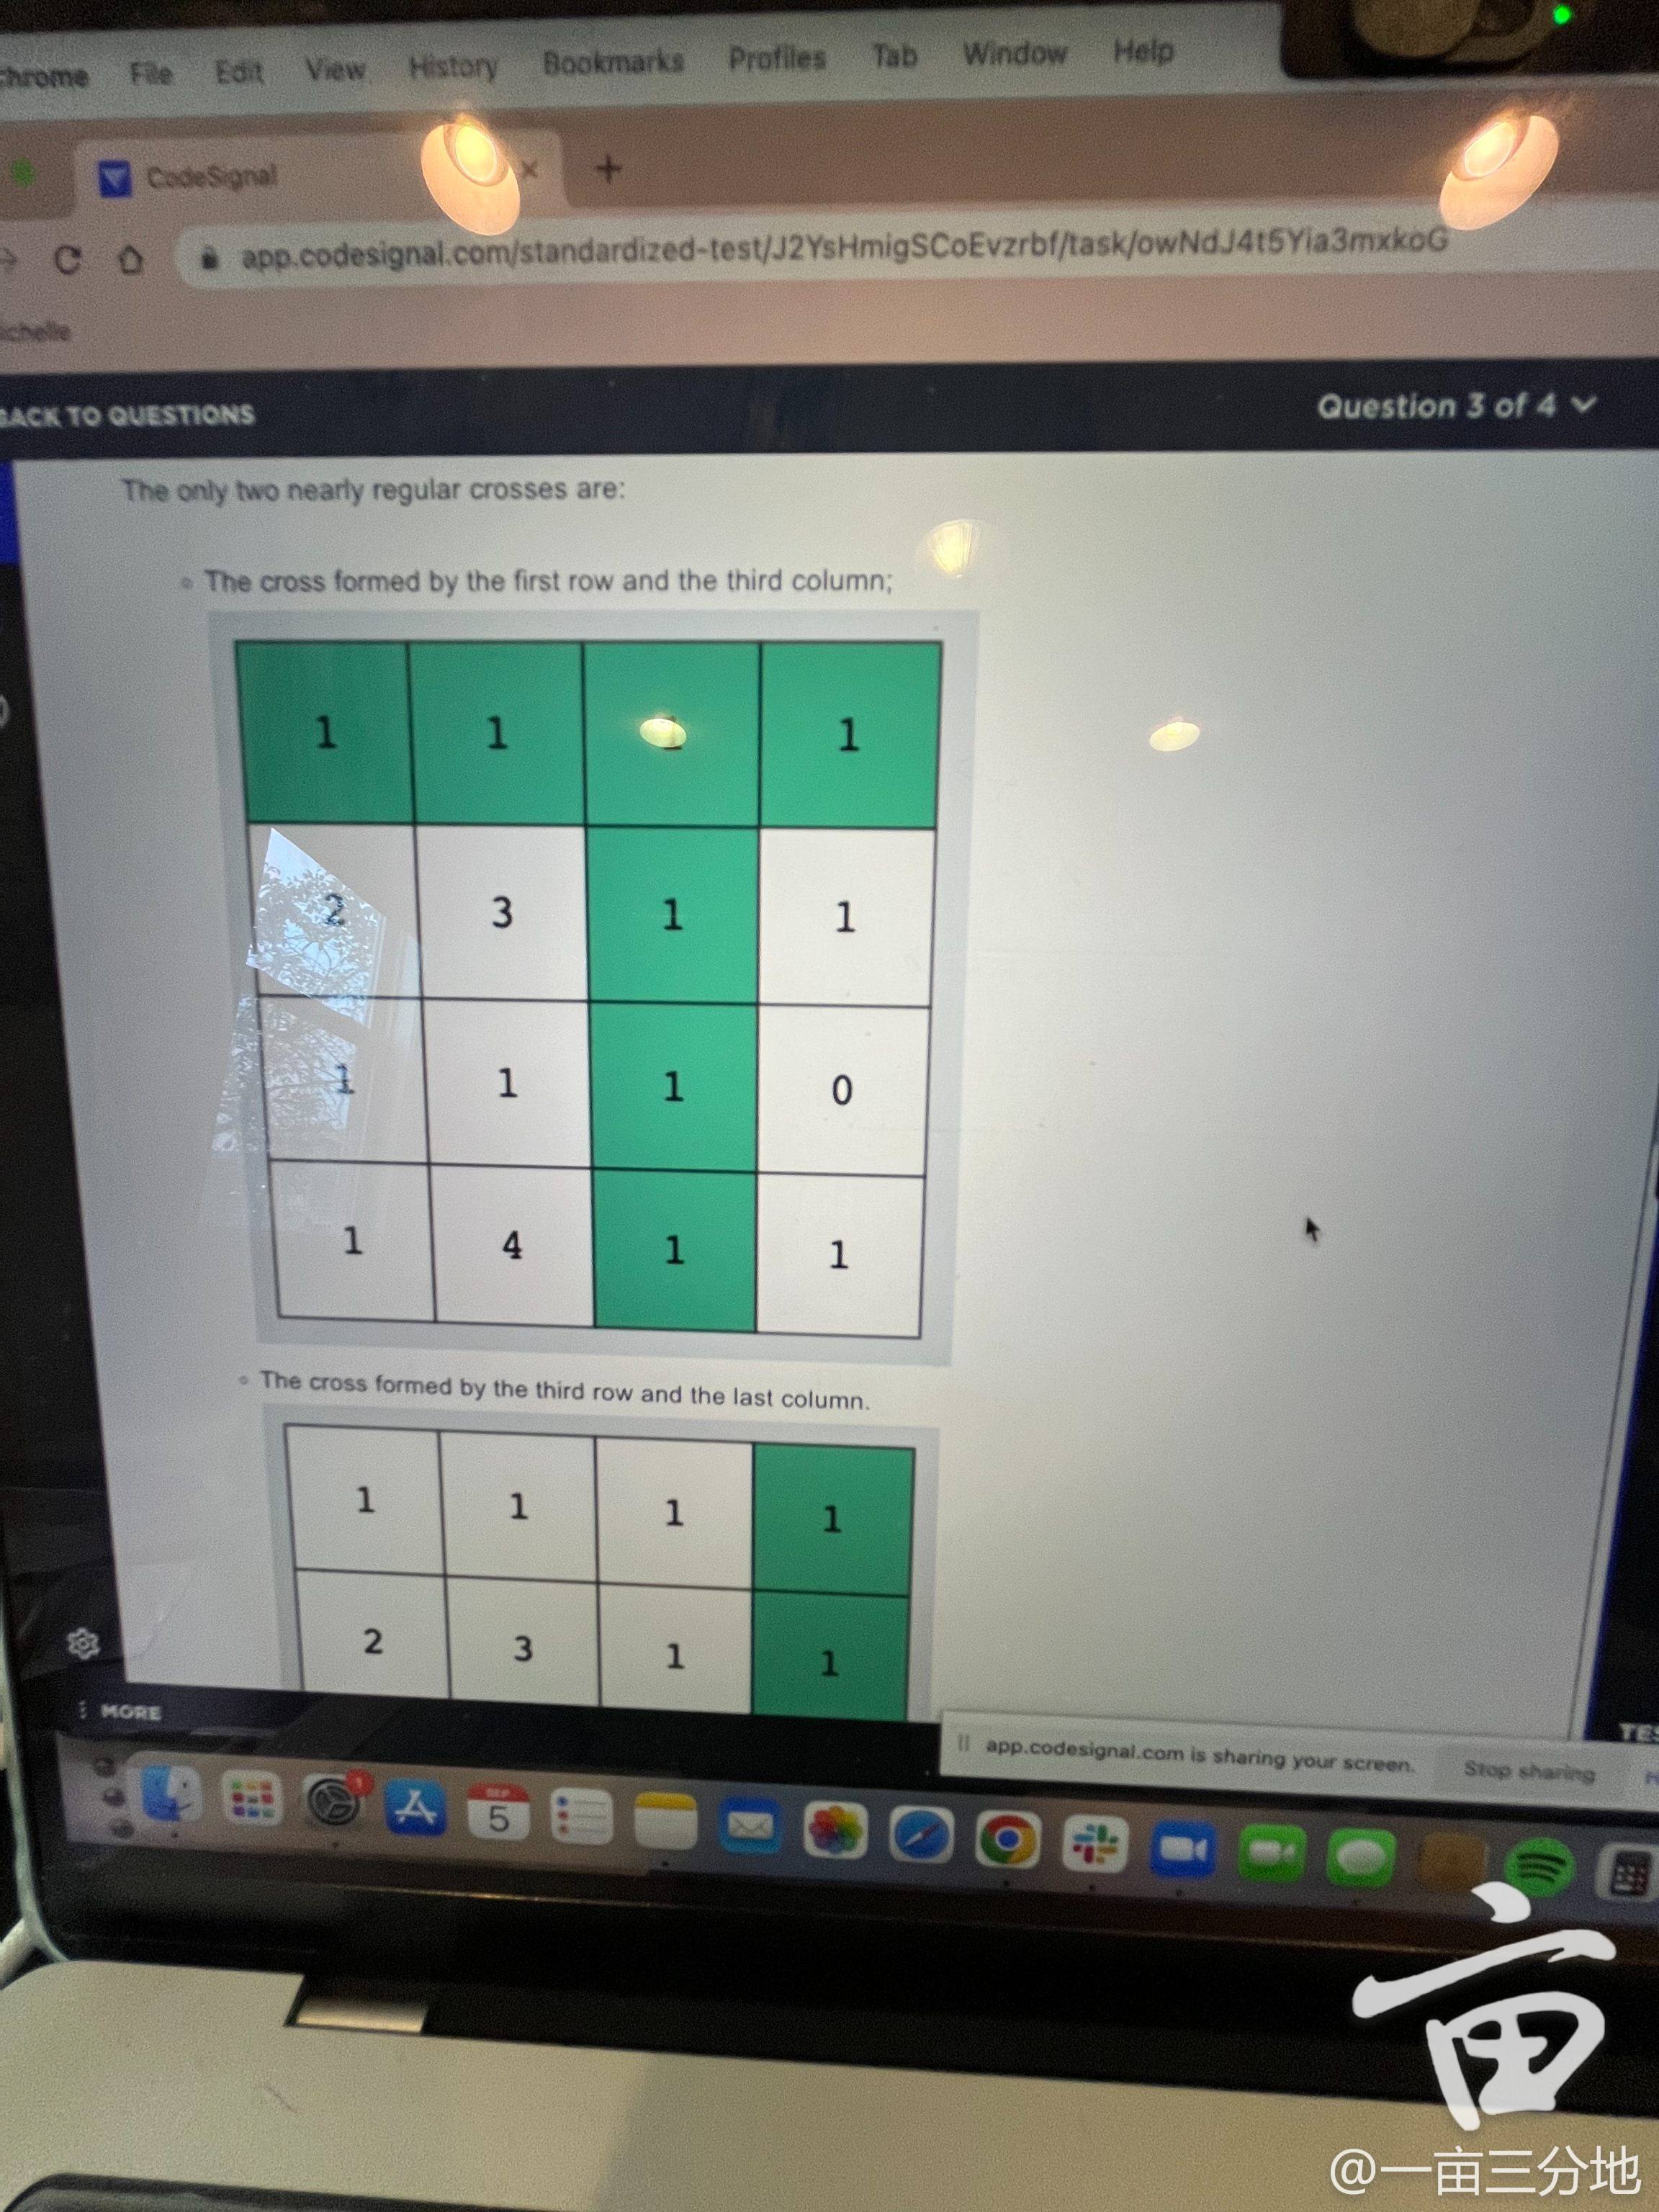 Chrome File Edit View History Bookmarks Profiles Tab Window Help
CodeSignal
app.codesignal.com/standardized-test/J2YsHmigSCoEvzrbf/task/owNdJ4t5Yia3mxkoG
BACK TO QUESTIONS
Question 3 of 4
The only two nearly regular crosses are:
The cross formed by the first row and the third column;
1 1 1
2 3 1 1
1 1 1 0
1 4 1 1
The cross formed by the third row and the last column.
1 1 1 1
2 3 1 1
MORE
app.codesignal.com is sharing your screen. Stop sharing
SEP
5
1
亩
@一亩三分地